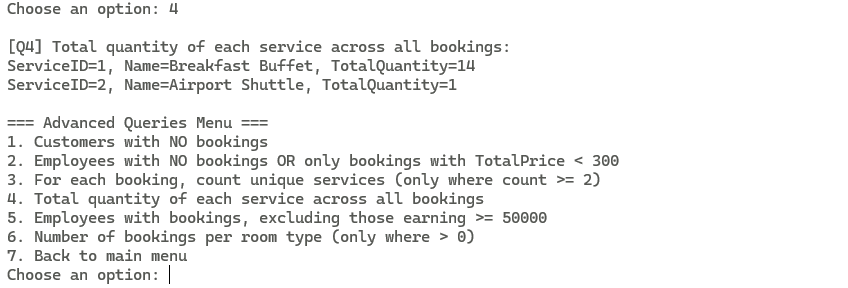 Choose an option: 4
[Q4] Total quantity of each service across all bookings:
ServiceID=1, Name=Breakfast Buffet, TotalQuantity=14
ServiceID=2, Name=Airport Shuttle, TotalQuantity=1
=== Advanced Queries Menu ===
1. Customers with NO bookings
2. Employees with NO bookings OR only bookings with TotalPrice < 300
3. For each booking, count unique services (only where count >= 2)
4. Total quantity of each service across all bookings
5. Employees with bookings, excluding those earning >= 50000
6. Number of bookings per room type (only where > 0)
7. Back to main menu
Choose an option: